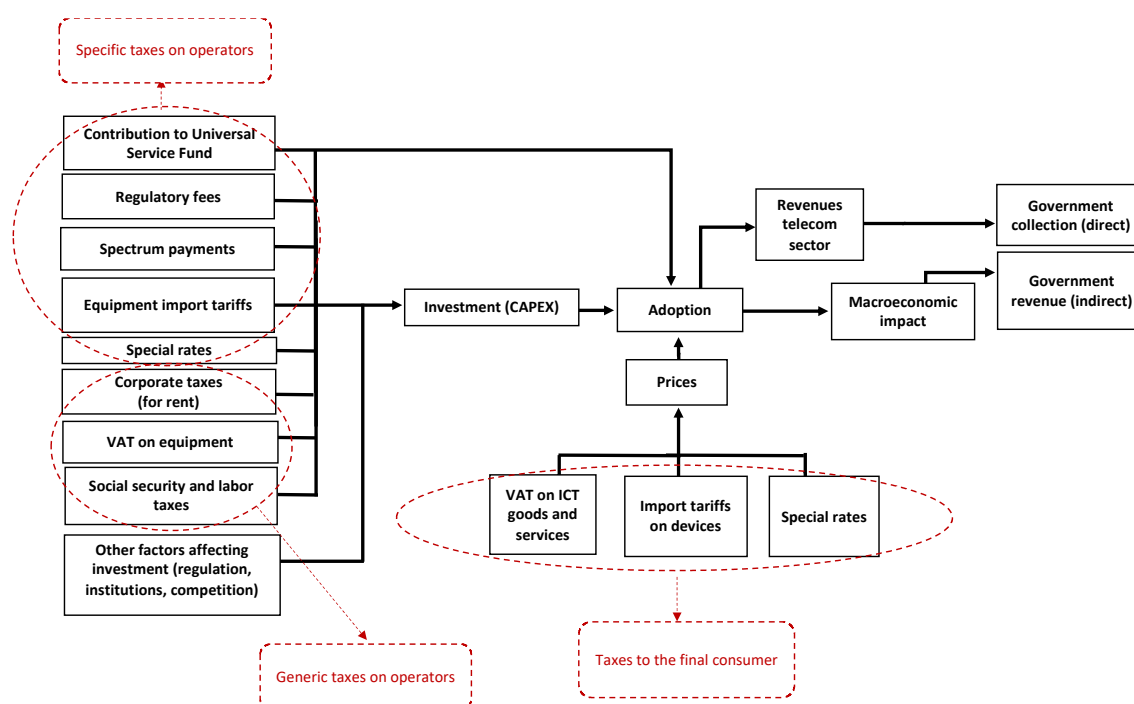 Specific taxes on operators
Contribution to Universal
Service Fund
Regulatory fees
Spectrum payments
Equipment import tariffs
Special rates
Corporate taxes
(for rent)
VAT on equipment
Social security and labor
taxes
Other factors affecting
investment (regulation,
institutions, competition)
Generic taxes on operators
Investment (CAPEX)
Adoption
Prices
VAT on ICT
goods and
services
Import tariffs
on devices
Special rates
Taxes to the final consumer
Revenues
telecom
sector
Macroeconomic
impact
Government
collection (direct)
Government
revenue (indirect)